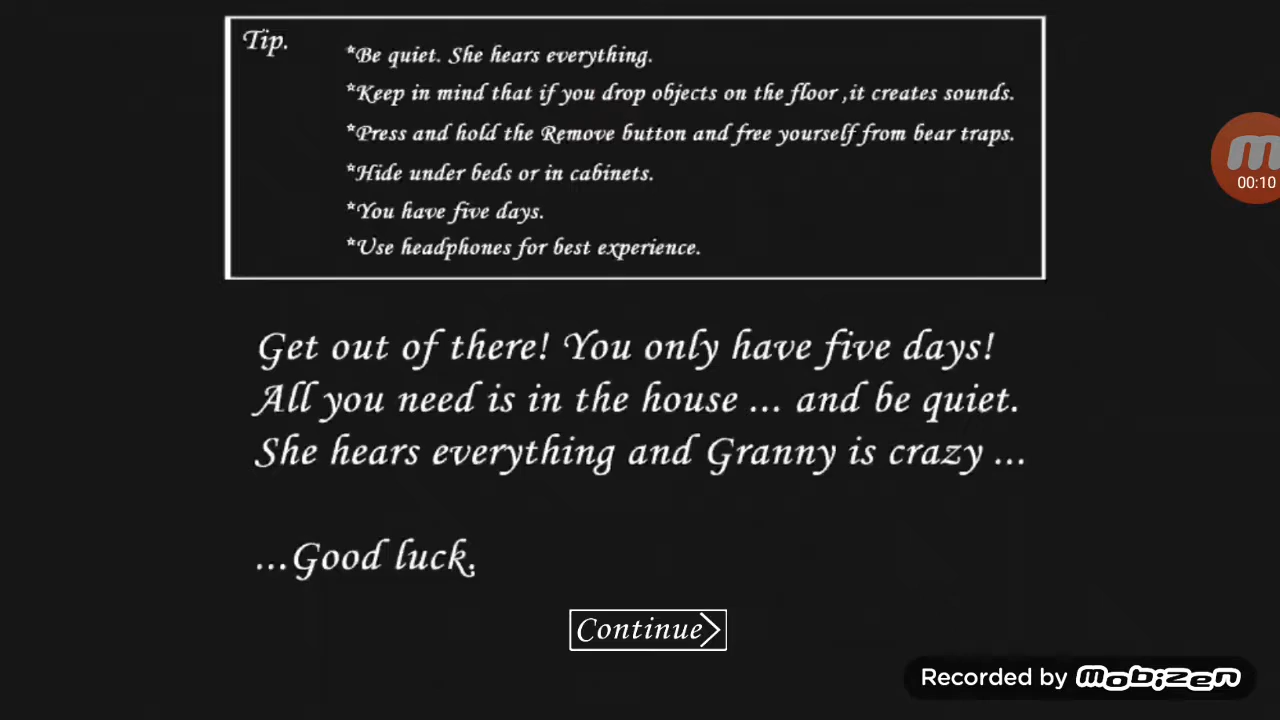 Tip.
*Be quiet. She hears everything.
*Keep in mind that if you drop objects on the floor ,it creates sounds.
*Press and hold the Remove button and free yourself from bear traps.
*Hide under beds or in cabinets.
*You have five days.
*Use headphones for best experience.
00:10
Get out of there! You only have five days!
All you need is in the house ... and be quiet.
She hears everything and Granny is crazy ...
...Good luck.
Continue
Recorded by mobizen